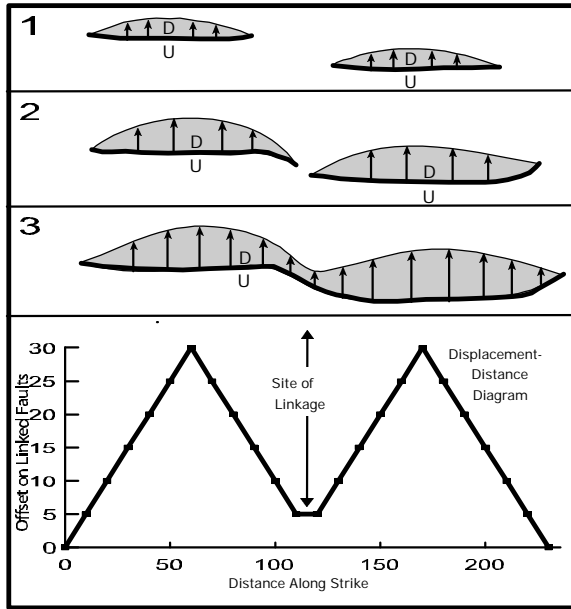 1
D
U
D
U
2
D
U
D
U
3
D
U
Displacement-
Distance
Diagram
Site of
Linkage
Offset on Linked Faults
30
25
20
15
10
5
0
0 50 100 150 200
Distance Along Strike